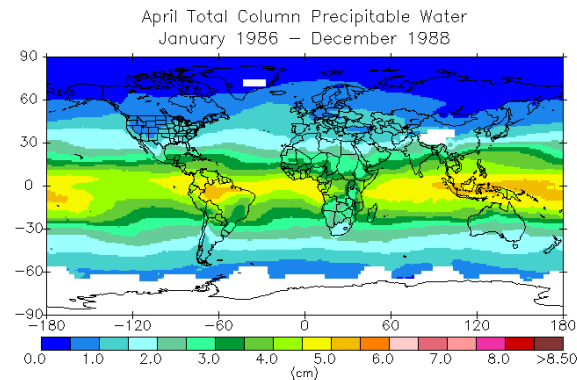 April Total Column Precipitable Water
January 1986 – December 1988
90
60
30
0
−30
−60
−90
−180 −120 −60 0 60 120 180
0.0 1.0 2.0 3.0 4.0 5.0 6.0 7.0 8.0 >8.50
(cm)